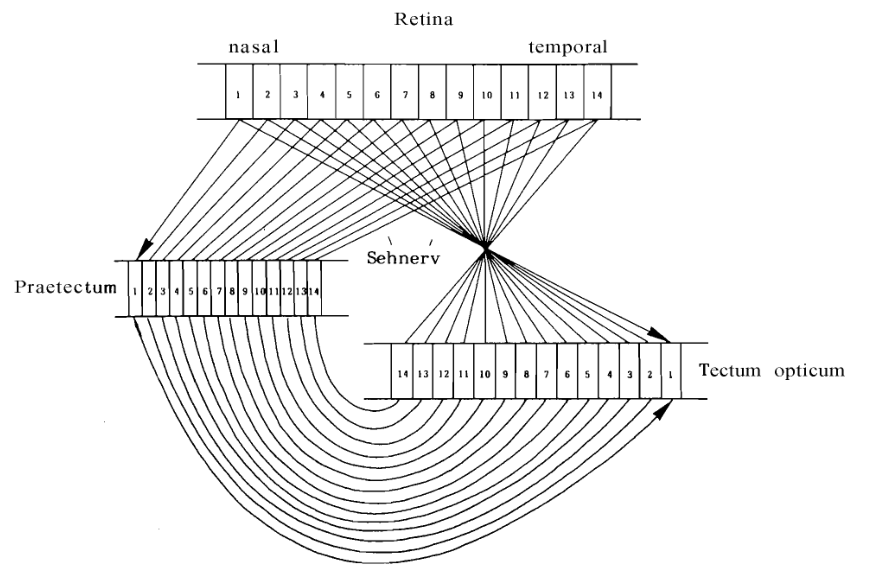 Retina
nasal temporal
1 2 3 4 5 6 7 8 9 10 11 12 13 14
Sehnerv
Praetectum 1 2 3 4 5 6 7 8 9 10 11 12 13 14
14 13 12 11 10 9 8 7 6 5 4 3 2 1 Tectum opticum